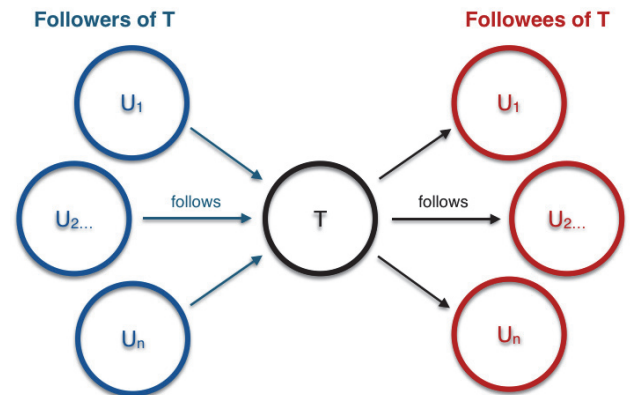 Followers of T
Followees of T
U₁
U₁
U₂...
follows
T
follows
U₂...
Uₙ
Uₙ